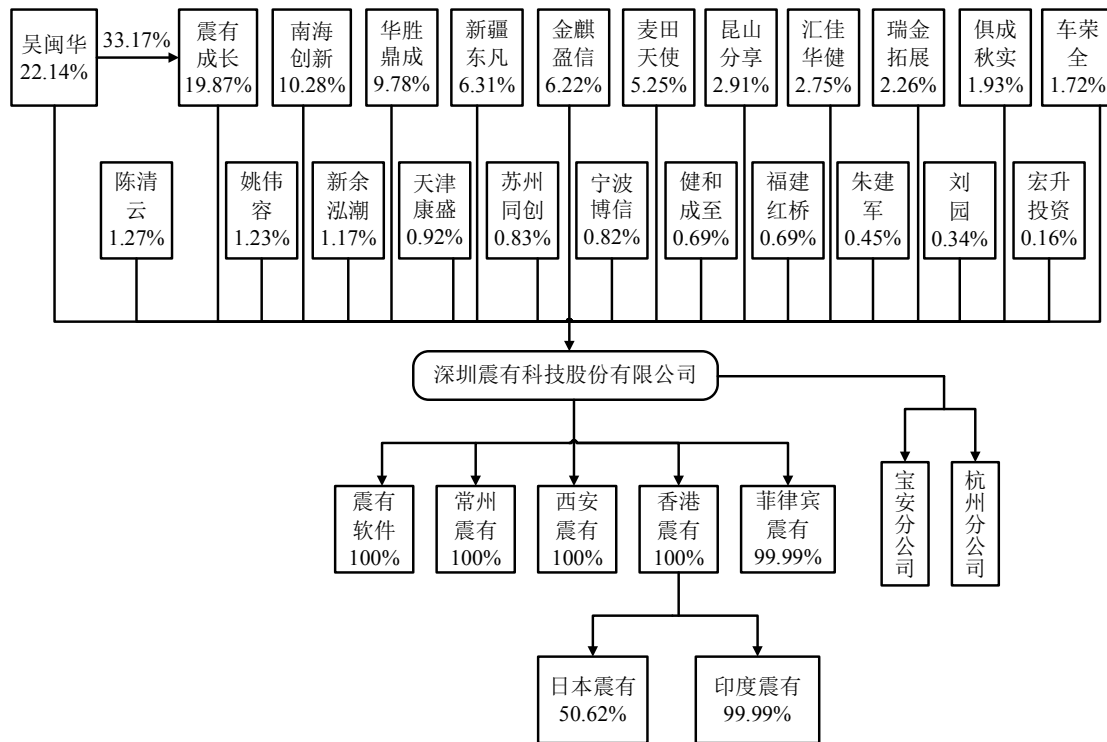 吴闽华
22.14%
33.17%
震有
成长
19.87%
南海
创新
10.28%
华胜
鼎成
9.78%
新疆
东凡
6.31%
金麒
盈信
6.22%
麦田
天使
5.25%
昆山
分享
2.91%
汇佳
华健
2.75%
瑞金
拓展
2.26%
俱成
秋实
1.93%
车荣
全
1.72%
陈清
云
1.27%
姚伟
容
1.23%
新余
泓潮
1.17%
天津
康盛
0.92%
苏州
同创
0.83%
宁波
博信
0.82%
健和
成至
0.69%
福建
红桥
0.69%
朱建
军
0.45%
刘
园
0.34%
宏升
投资
0.16%
深圳震有科技股份有限公司
震有
软件
100%
常州
震有
100%
西安
震有
100%
香港
震有
100%
菲律宾
震有
99.99%
宝安分公司
杭州分公司
日本震有
50.62%
印度震有
99.99%